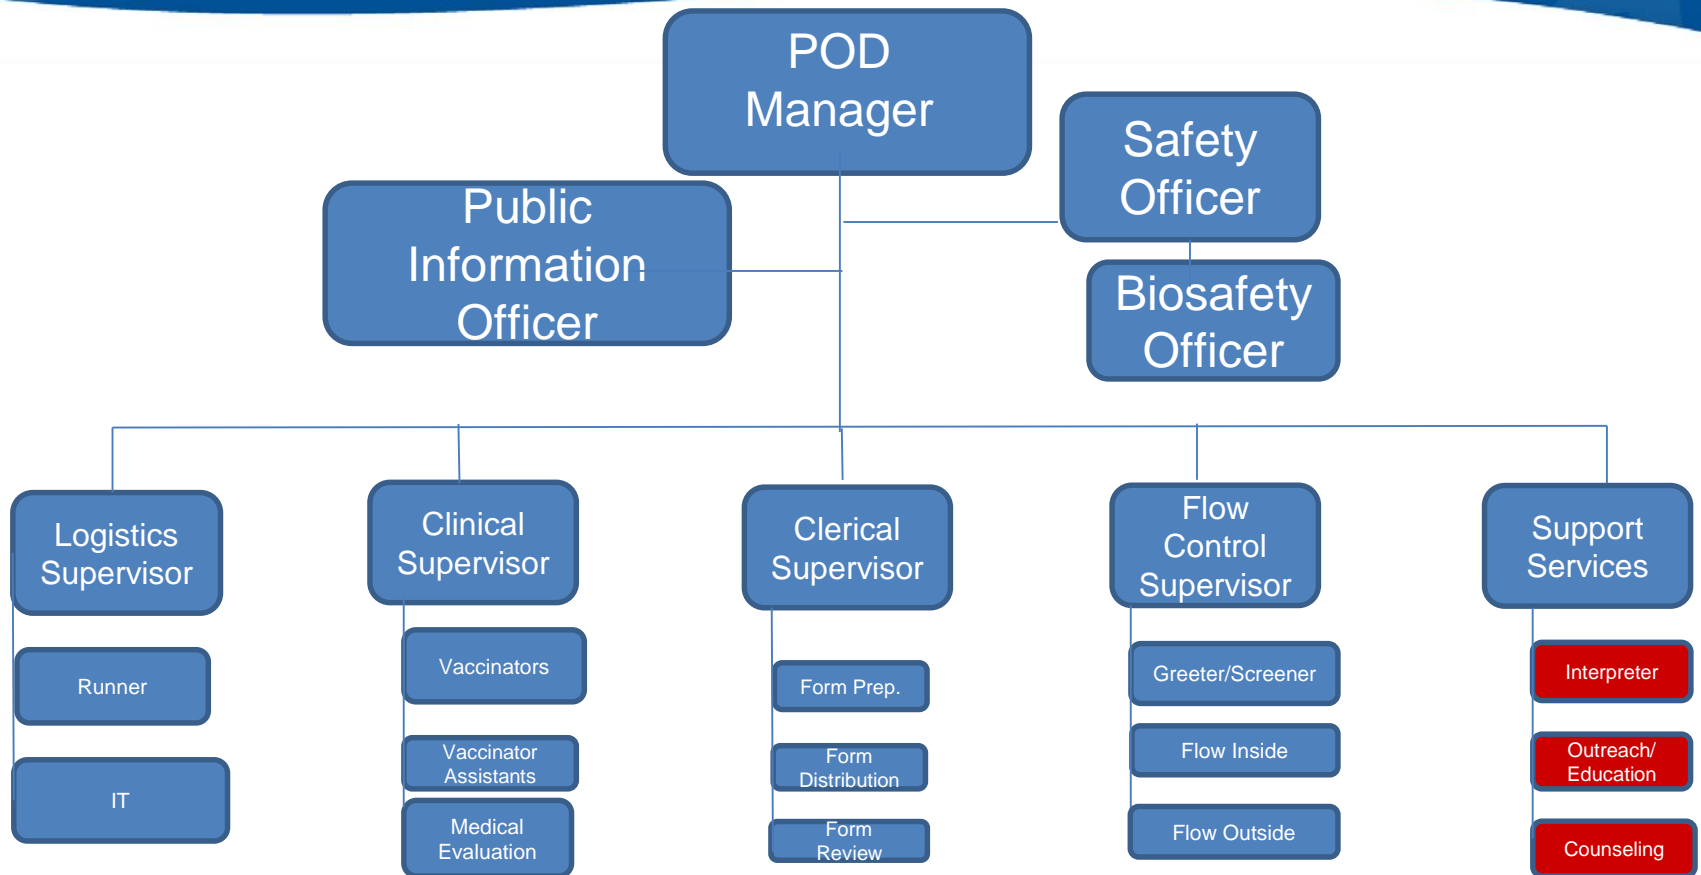 POD
Manager
Safety
Officer
Public
Information
Officer
Biosafety
Officer
Logistics
Supervisor
Clinical
Supervisor
Clerical
Supervisor
Flow
Control
Supervisor
Support
Services
Runner
IT
Vaccinators
Vaccinator
Assistants
Medical
Evaluation
Form Prep.
Form
Distribution
Form
Review
Greeter/Screener
Flow Inside
Flow Outside
Interpreter
Outreach/
Education
Counseling